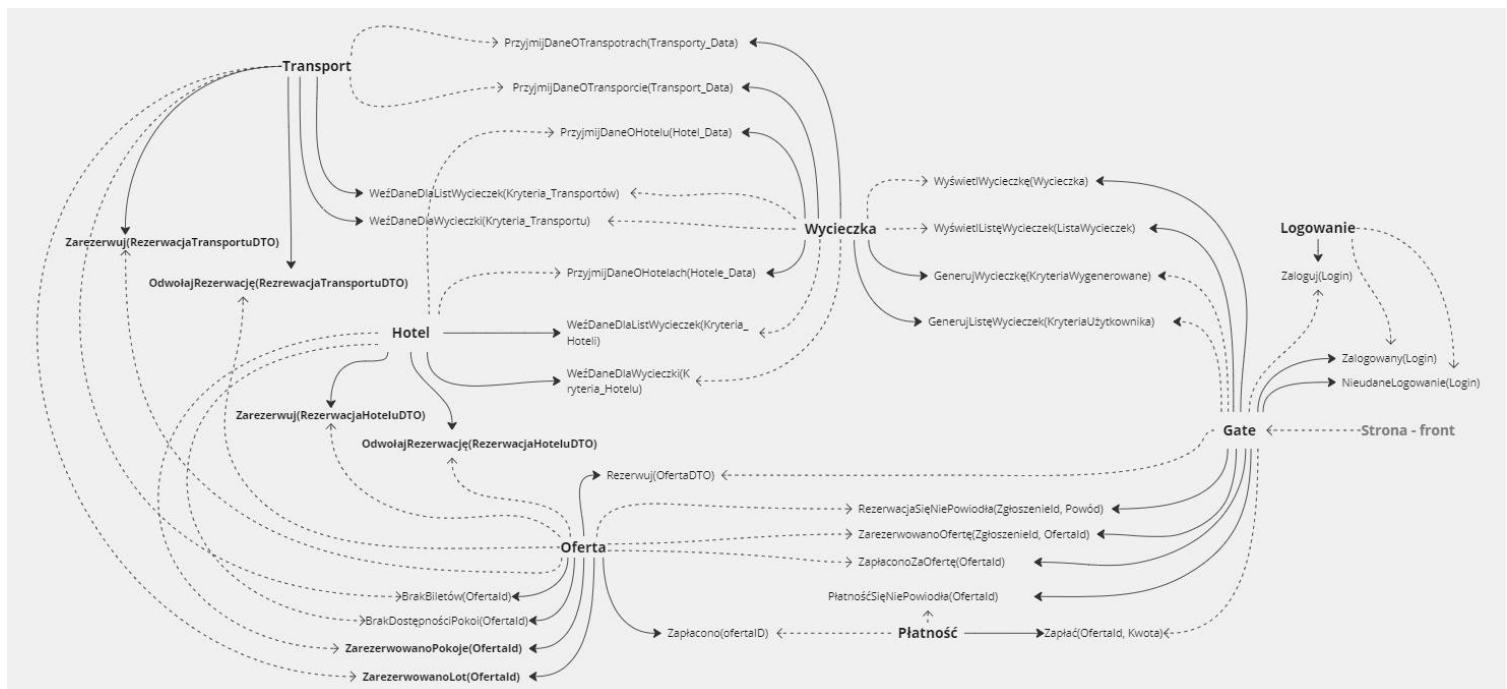 PrzyjmijDaneOTranspotrach(Transporty_Data)
Transport
PrzyjmijDaneOTransporcie(Transport_Data)
PrzyjmijDaneOHotelu(Hotel_Data)
WeźDaneDlaListWycieczek(Kryteria_Transportów)
WyświetlWycieczkę(Wycieczka)
WeźDaneDlaWycieczki(Kryteria_Transportu)
Wycieczka
WyświetlListęWycieczek(ListaWycieczek)
Logowanie
Zarezerwuj(RezerwacjaTransportuDTO)
PrzyjmijDaneOHotelach(Hotele_Data)
GenerujWycieczkę(KryteriaWygenerowane)
Zaloguj(Login)
OdwołajRezerwację(RezrewacjaTransportuDTO)
GenerujListęWycieczek(KryteriaUżytkownika)
Hotel
WeźDaneDlaListWycieczek(Kryteria_
Hoteli)
Zalogowany(Login)
WeźDaneDlaWycieczki(K
ryteria_Hotelu)
NieudaneLogowanie(Login)
Zarezerwuj(RezerwacjaHoteluDTO)
Gate
Strona - front
OdwołajRezerwację(RezerwacjaHoteluDTO)
Rezerwuj(OfertaDTO)
RezerwacjaSięNiePowiodła(ZgłoszenieId, Powód)
ZarezerwowanoOfertę(ZgłoszenieId, OfertaId)
Oferta
ZapłaconoZaOfertę(OfertaId)
BrakBiletów(OfertaId)
PłatnośćSięNiePowiodła(OfertaId)
BrakDostępnościPokoi(OfertaId)
Zapłacono(ofertaID)
Płatność
Zapłać(OfertaId, Kwota)
ZarezerwowanoPokoje(OfertaId)
ZarezerwowanoLot(OfertaId)